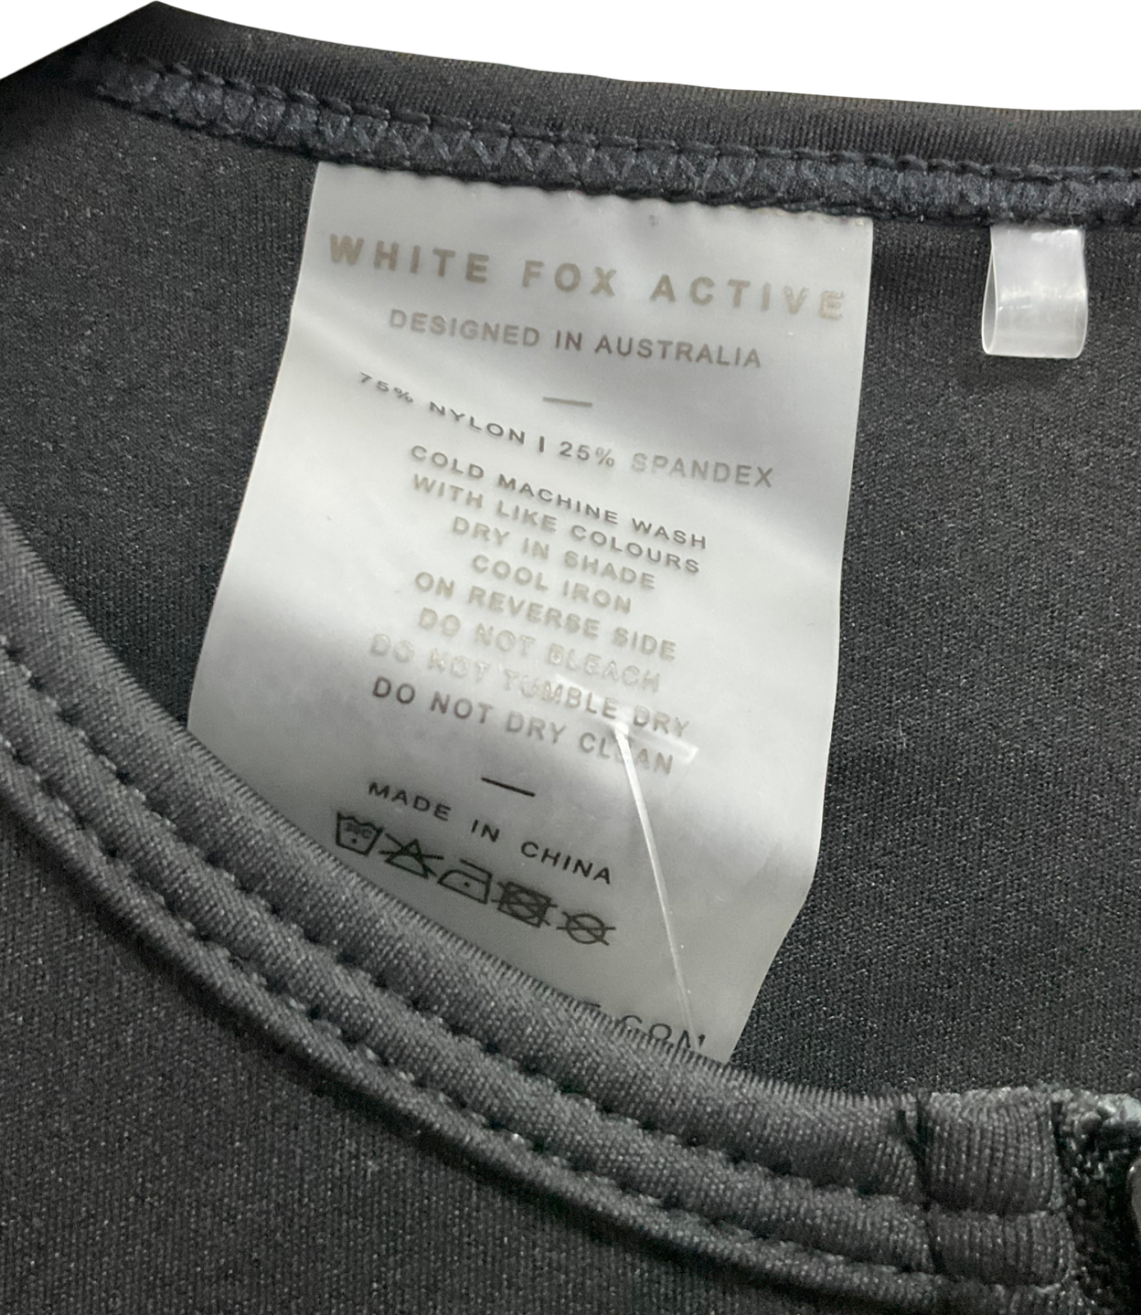 WHITE FOX ACTIVE
DESIGNED IN AUSTRALIA
75% NYLON | 25% SPANDEX
COLD MACHINE WASH
WITH LIKE COLOURS
DRY IN SHADE
COOL IRON
ON REVERSE SIDE
DO NOT BLEACH
DO NOT TUMBLE DRY
DO NOT DRY CLEAN
MADE IN CHINA
.COM